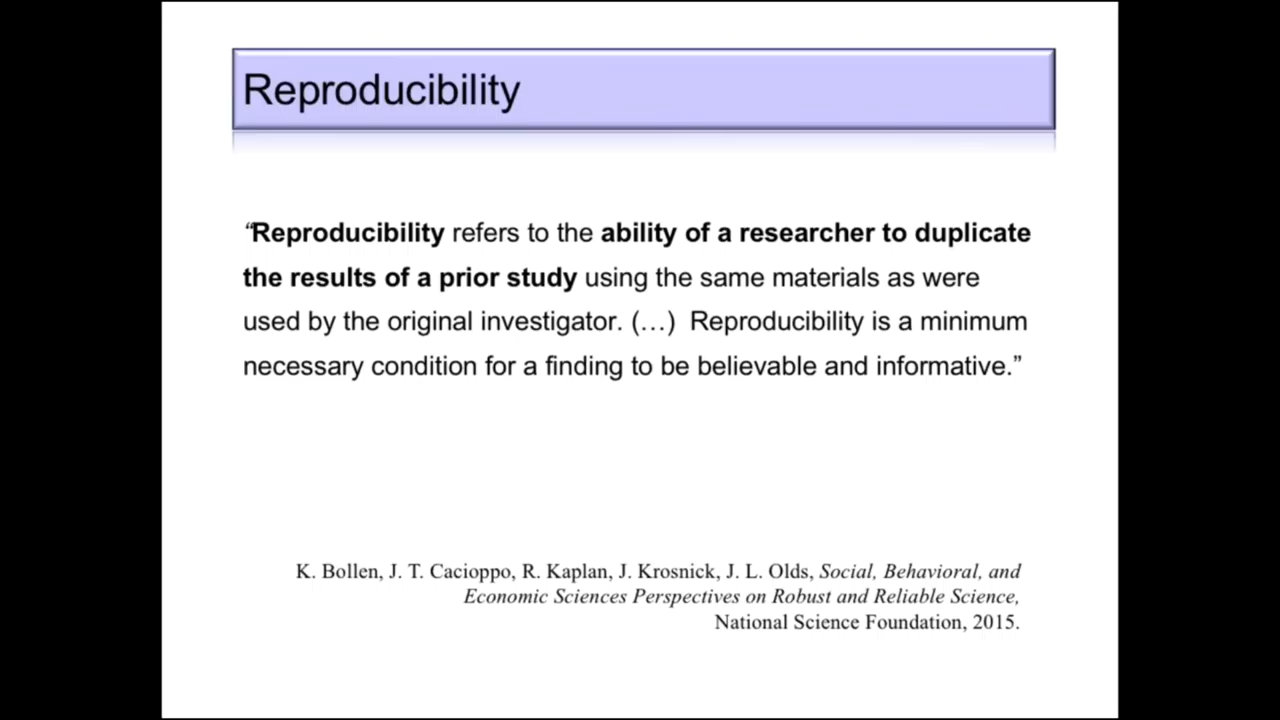 Reproducibility
“Reproducibility refers to the ability of a researcher to duplicate
the results of a prior study using the same materials as were
used by the original investigator. (…) Reproducibility is a minimum
necessary condition for a finding to be believable and informative.”
K. Bollen, J. T. Cacioppo, R. Kaplan, J. Krosnick, J. L. Olds, Social, Behavioral, and
Economic Sciences Perspectives on Robust and Reliable Science,
National Science Foundation, 2015.